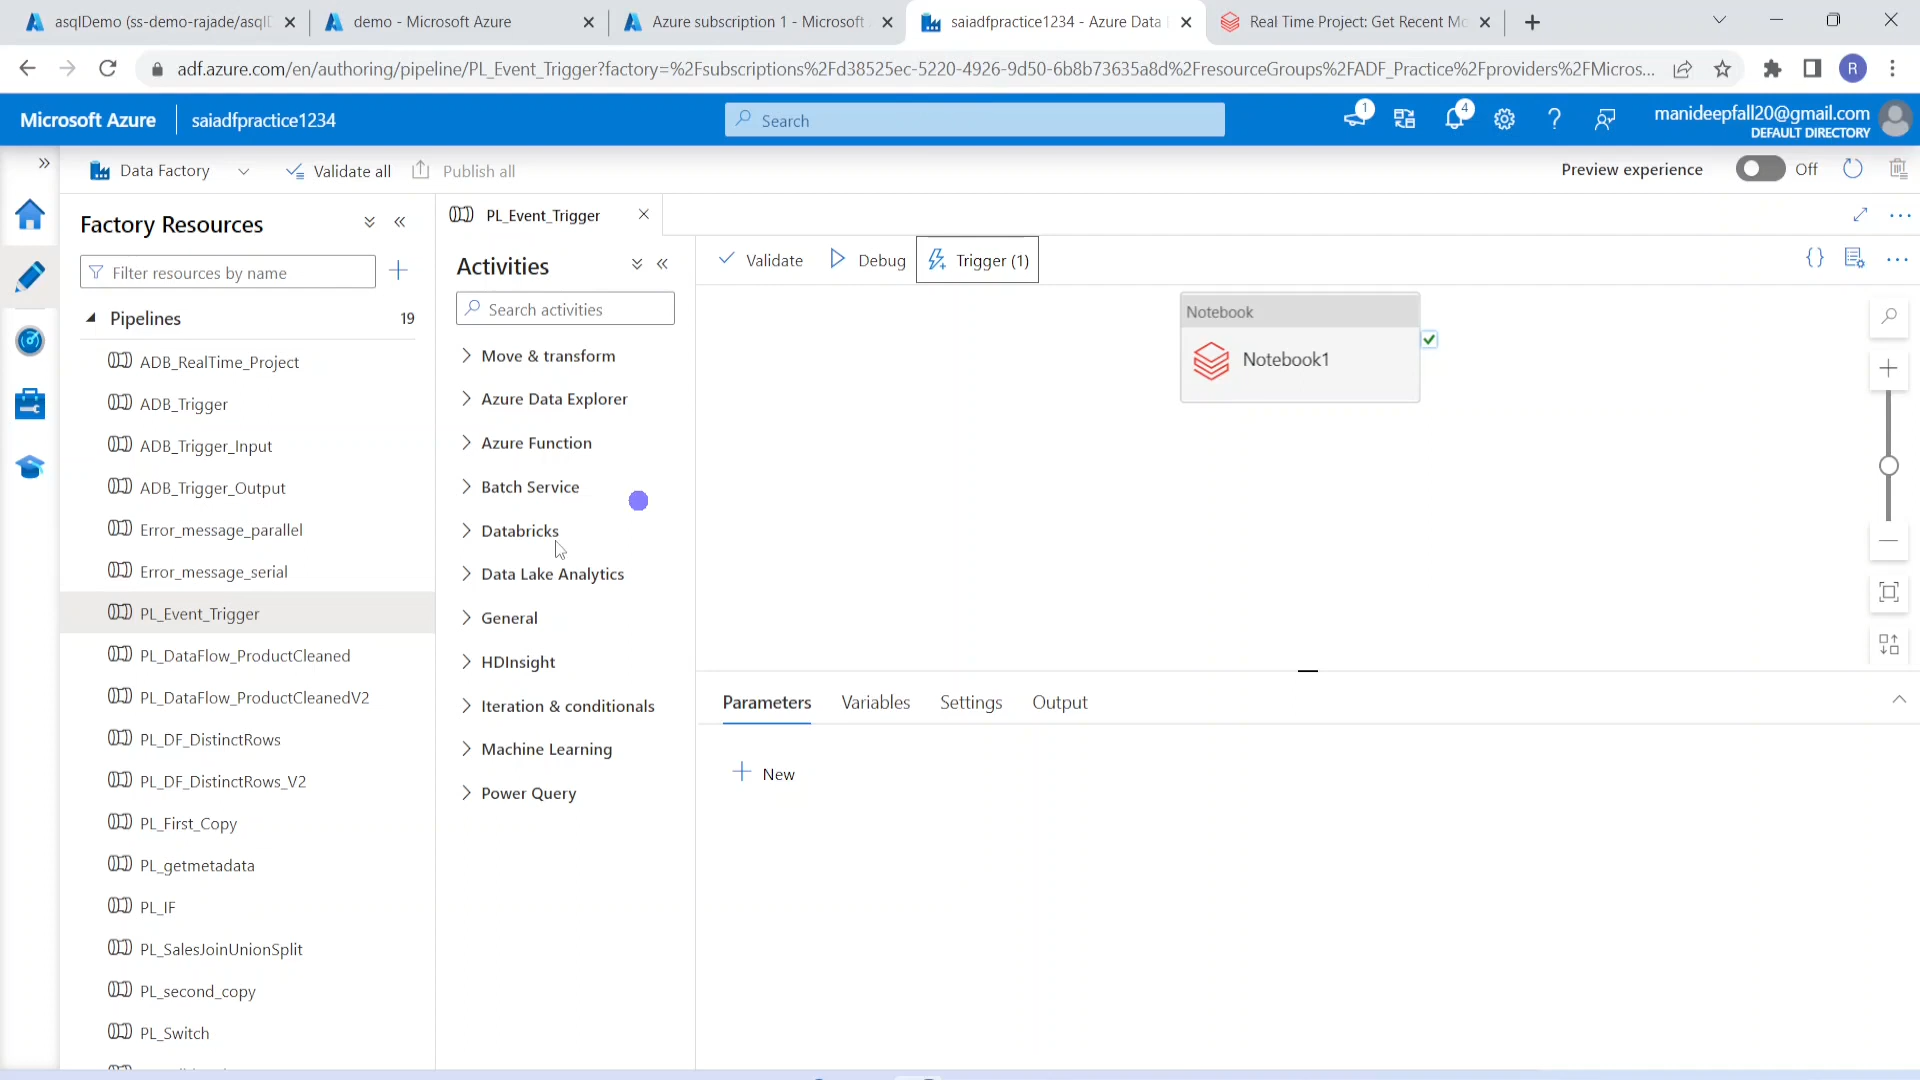 asqlDemo (ss-demo-rajade/asqlD
demo - Microsoft Azure
Azure subscription 1 - Microsoft
saiadfpractice1234 - Azure Data
Real Time Project: Get Recent Mo
adf.azure.com/en/authoring/pipeline/PL_Event_Trigger?factory=%2Fsubscriptions%2Fd38525ec-5220-4926-9d50-6b8b73635a8d%2FresourceGroups%2FADF_Practice%2Fproviders%2FMicros...
R
Microsoft Azure
saiadfpractice1234
Search
1
4
manideepfall20@gmail.com
DEFAULT DIRECTORY
Data Factory
Validate all
Publish all
Preview experience
Off
Factory Resources
Filter resources by name
Pipelines
19
ADB_RealTime_Project
ADB_Trigger
ADB_Trigger_Input
ADB_Trigger_Output
Error_message_parallel
Error_message_serial
PL_Event_Trigger
PL_DataFlow_ProductCleaned
PL_DataFlow_ProductCleanedV2
PL_DF_DistinctRows
PL_DF_DistinctRows_V2
PL_First_Copy
PL_getmetadata
PL_IF
PL_SalesJoinUnionSplit
PL_second_copy
PL_Switch
PL_Event_Trigger
Activities
Search activities
Move & transform
Azure Data Explorer
Azure Function
Batch Service
Databricks
Data Lake Analytics
General
HDInsight
Iteration & conditionals
Machine Learning
Power Query
Validate
Debug
Trigger (1)
Notebook
Notebook1
Parameters
Variables
Settings
Output
New